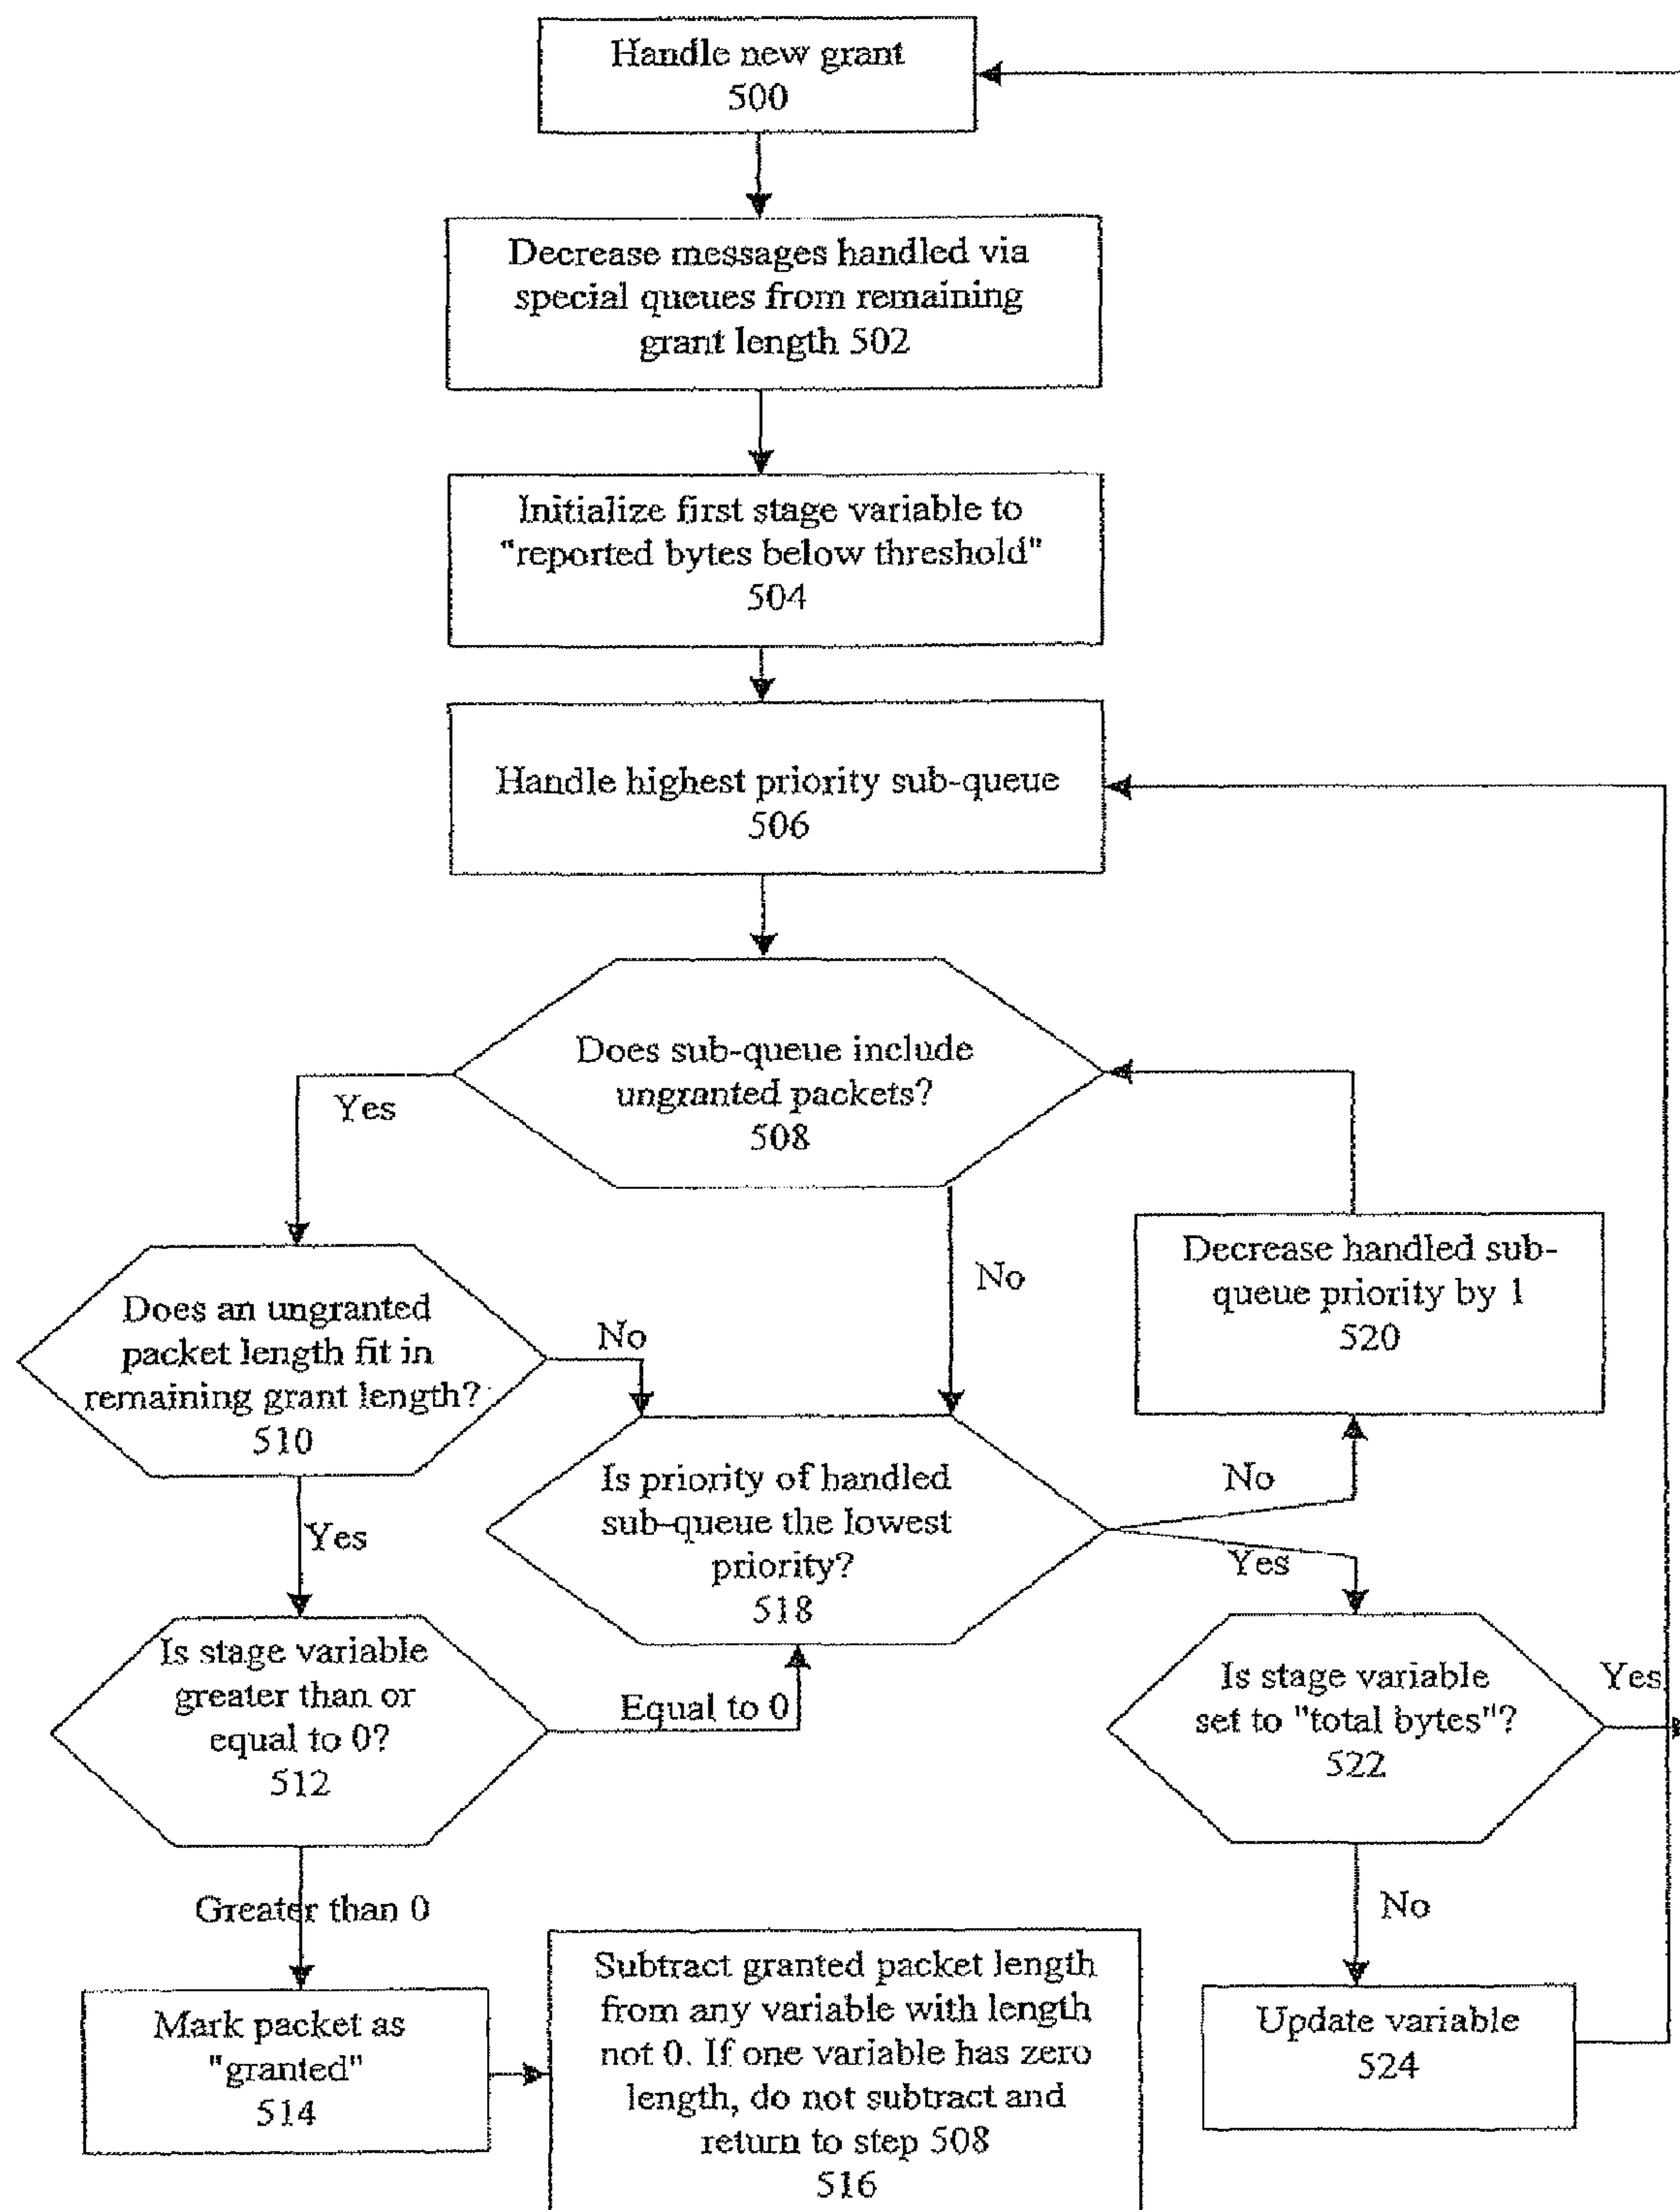 Handle new grant
500
Decrease messages handled via
special queues from remaining
grant length 502
Initialize first stage variable to
"reported bytes below threshold"
504
Handle highest priority sub-queue
506
Does sub-queue include
ungranted packets?
508
Yes
No
Decrease handled sub-
queue priority by 1
520
Does an ungranted
packet length fit in
remaining grant length?
510
No
Yes
Is priority of handled
sub-queue the lowest
priority?
518
No
Yes
Is stage variable
greater than or
equal to 0?
512
Equal to 0
Is stage variable
set to "total bytes"?
522
Yes
Greater than 0
No
Mark packet as
"granted"
514
Subtract granted packet length
from any variable with length
not 0. If one variable has zero
length, do not subtract and
return to step 508
516
Update variable
524